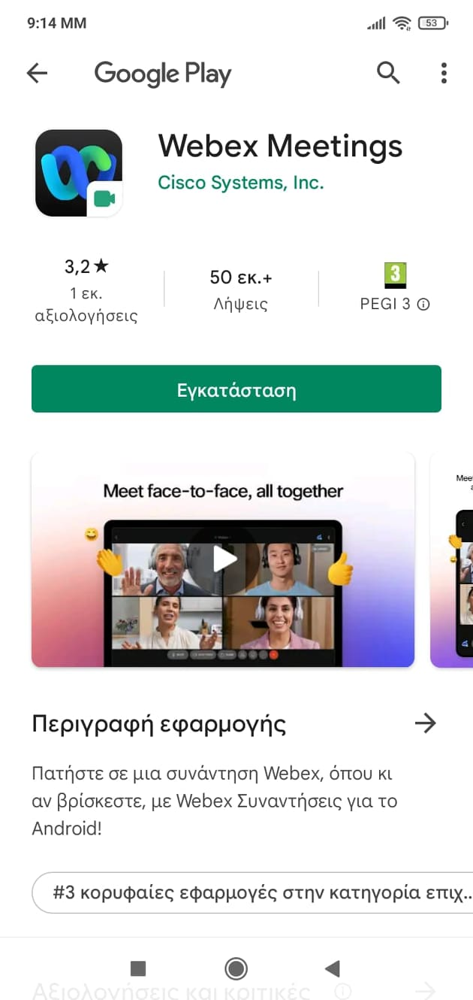 9:14 MM
53
Google Play
Webex Meetings
Cisco Systems, Inc.
3,2★
1 εκ.
αξιολογήσεις
50 εκ.+
Λήψεις
3
PEGI 3
Εγκατάσταση
Meet face-to-face, all together
Meet
Περιγραφή εφαρμογής
Πατήστε σε μια συνάντηση Webex, όπου κι
αν βρίσκεστε, με Webex Συναντήσεις για το
Android!
#3 κορυφαίες εφαρμογές στην κατηγορία επιχ...
Αξιολογήσεις και κριτικές